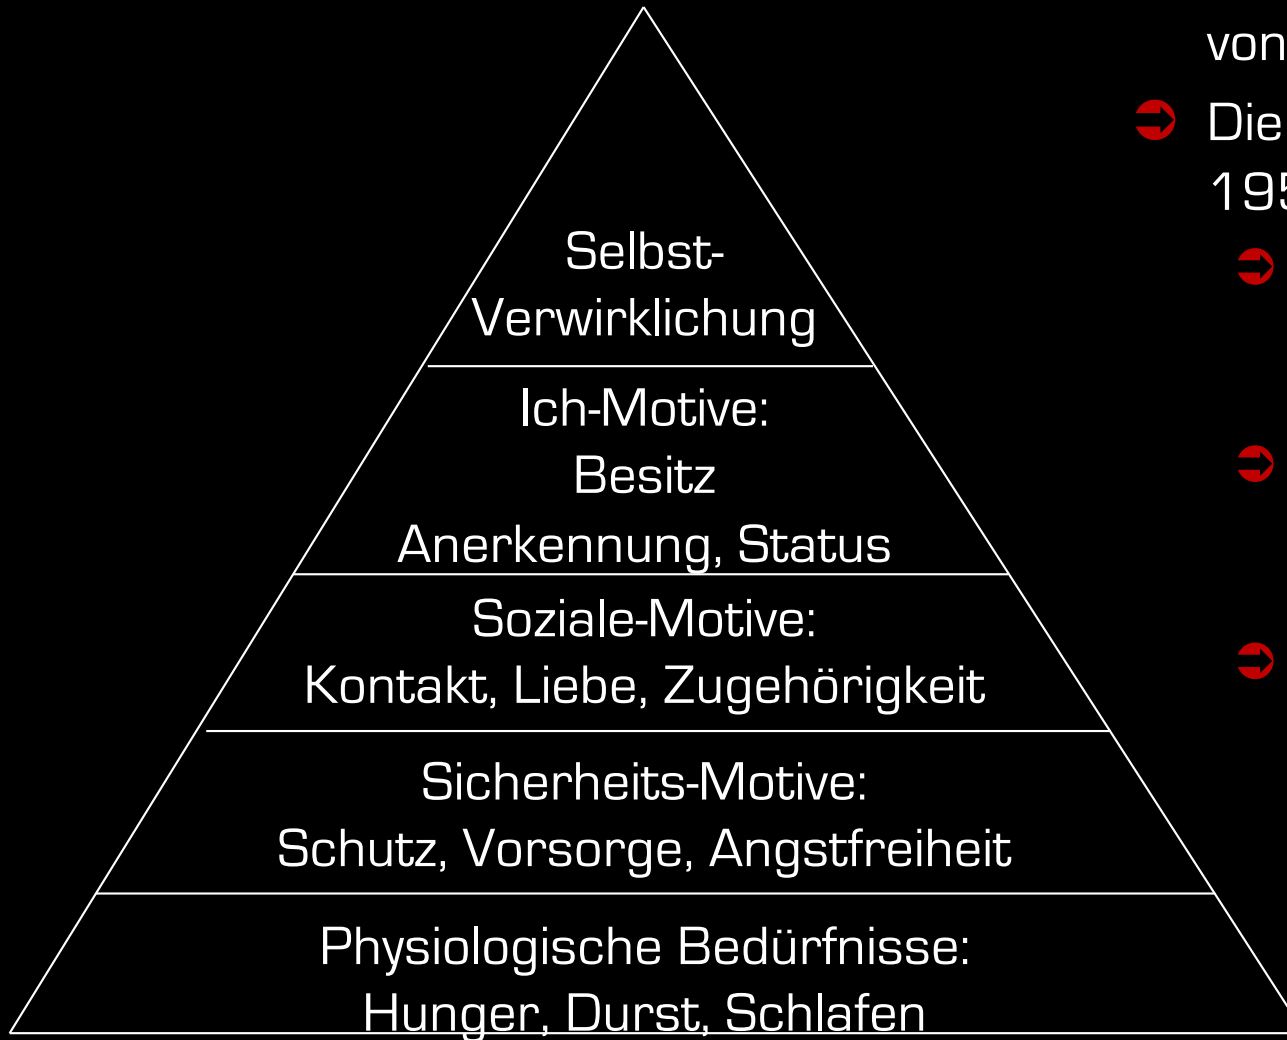 Selbst-
Verwirklichung
Ich-Motive:
Besitz
Anerkennung, Status
Soziale-Motive:
Kontakt, Liebe, Zugehörigkeit
Sicherheits-Motive:
Schutz, Vorsorge, Angstfreiheit
Physiologische Bedürfnisse:
Hunger, Durst, Schlafen
von
Die
195